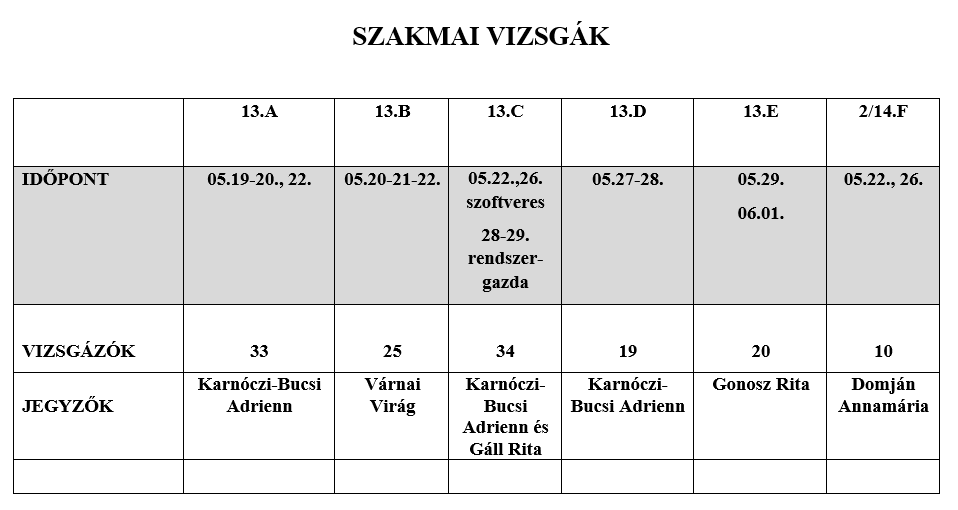 SZAKMAI VIZSGÁK
13.A 13.B 13.C 13.D 13.E 2/14.F
IDŐPONT 05.19-20., 22. 05.20-21-22. 05.22.,26. 05.27-28. 05.29. 05.22., 26.
szoftveres 06.01.
28-29.
rendszer-
gazda
VIZSGÁZÓK 33 25 34 19 20 10
JEGYZŐK Karnóczi-Bucsi Várnai Karnóczi- Karnóczi- Gonosz Rita Domján
Adrienn Virág Bucsi Bucsi Adrienn Annamária
Adrienn és
Gáll Rita